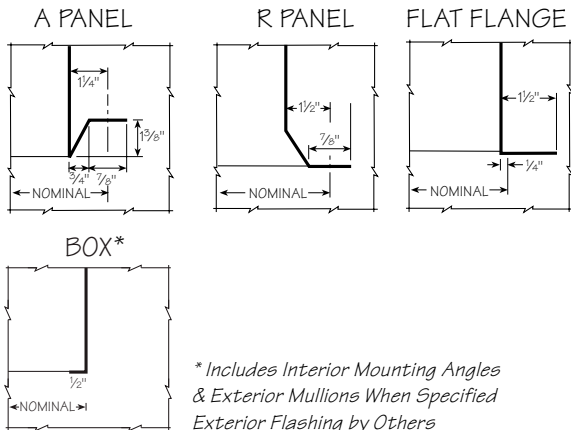 A PANEL
R PANEL
FLAT FLANGE
1¼"
1⅜"
¾"
⅞"
NOMINAL
1½"
⅞"
NOMINAL
1½"
¼"
NOMINAL
BOX*
½"
NOMINAL
* Includes Interior Mounting Angles
& Exterior Mullions When Specified
Exterior Flashing by Others